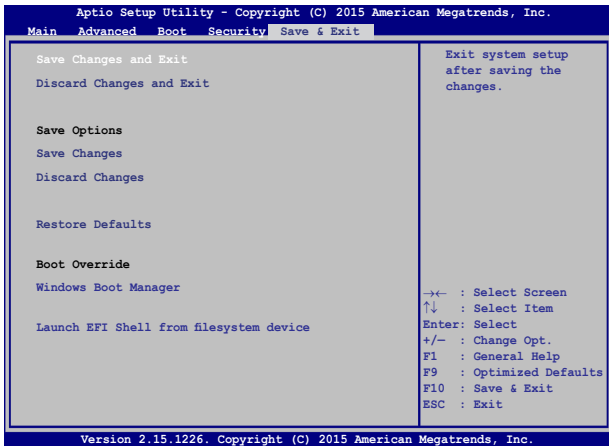 Aptio Setup Utility - Copyright (C) 2015 American Megatrends, Inc.
Main Advanced Boot Security Save & Exit
Save Changes and Exit
Discard Changes and Exit
Save Options
Save Changes
Discard Changes
Restore Defaults
Boot Override
Windows Boot Manager
Launch EFI Shell from filesystem device
Exit system setup
after saving the
changes.
→← : Select Screen
↑↓ : Select Item
Enter: Select
+/— : Change Opt.
F1 : General Help
F9 : Optimized Defaults
F10 : Save & Exit
ESC : Exit
Version 2.15.1226. Copyright (C) 2015 American Megatrends, Inc.